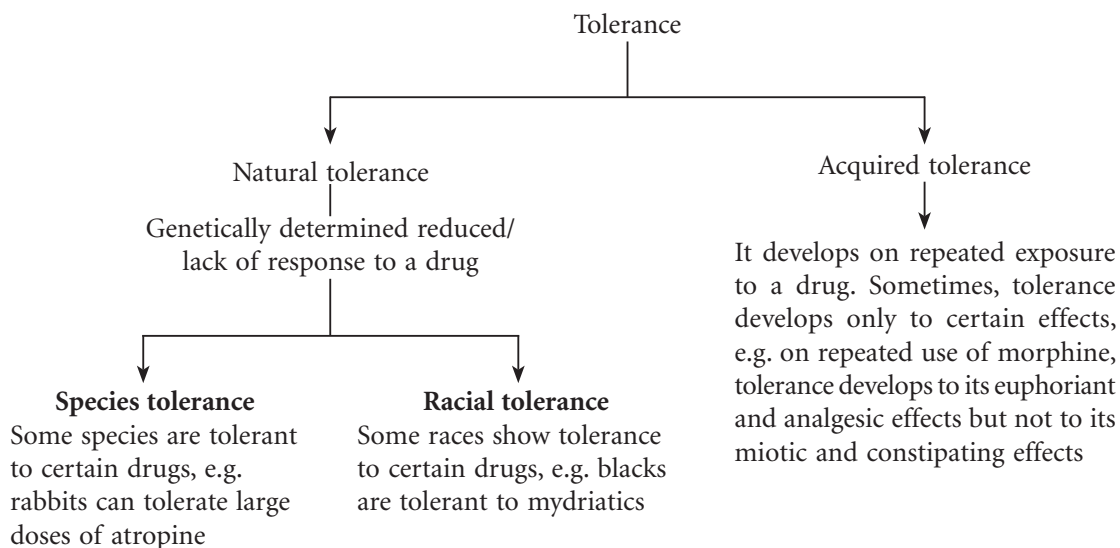 Tolerance
Natural tolerance
Genetically determined reduced/
lack of response to a drug
Species tolerance
Some species are tolerant
to certain drugs, e.g.
rabbits can tolerate large
doses of atropine
Racial tolerance
Some races show tolerance
to certain drugs, e.g. blacks
are tolerant to mydriatics
Acquired tolerance
It develops on repeated exposure
to a drug. Sometimes, tolerance
develops only to certain effects,
e.g. on repeated use of morphine,
tolerance develops to its euphoriant
and analgesic effects but not to its
miotic and constipating effects